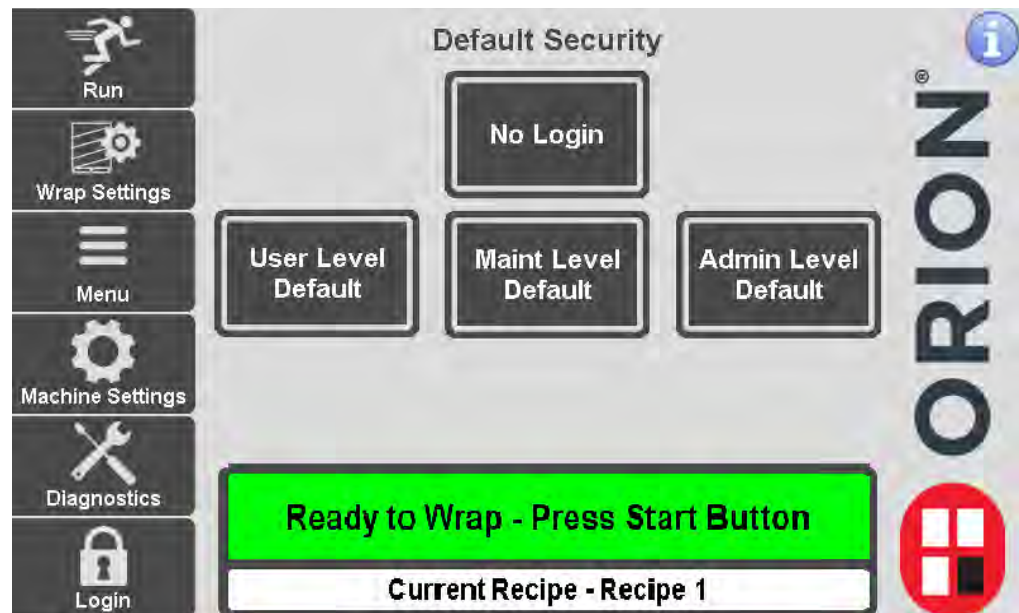 Run
Wrap Settings
Menu
Machine Settings
Diagnostics
Login
Default Security
No Login
User Level
Default
Maint Level
Default
Admin Level
Default
Ready to Wrap - Press Start Button
Current Recipe - Recipe 1
i
ORION®